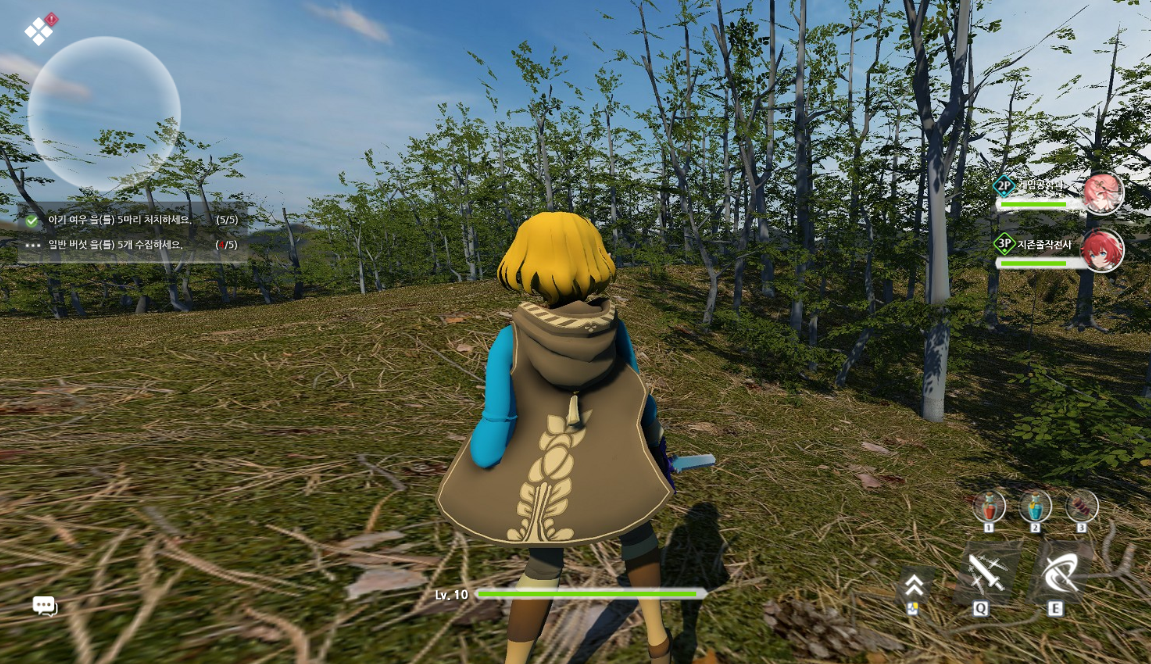 아기 여우 을(를) 5마리 처치하세요. (5/5)
일반 버섯 을(를) 5개 수집하세요. /5)
2P
3P 지존플작전사
1 2 3
Lv. 10
Q E